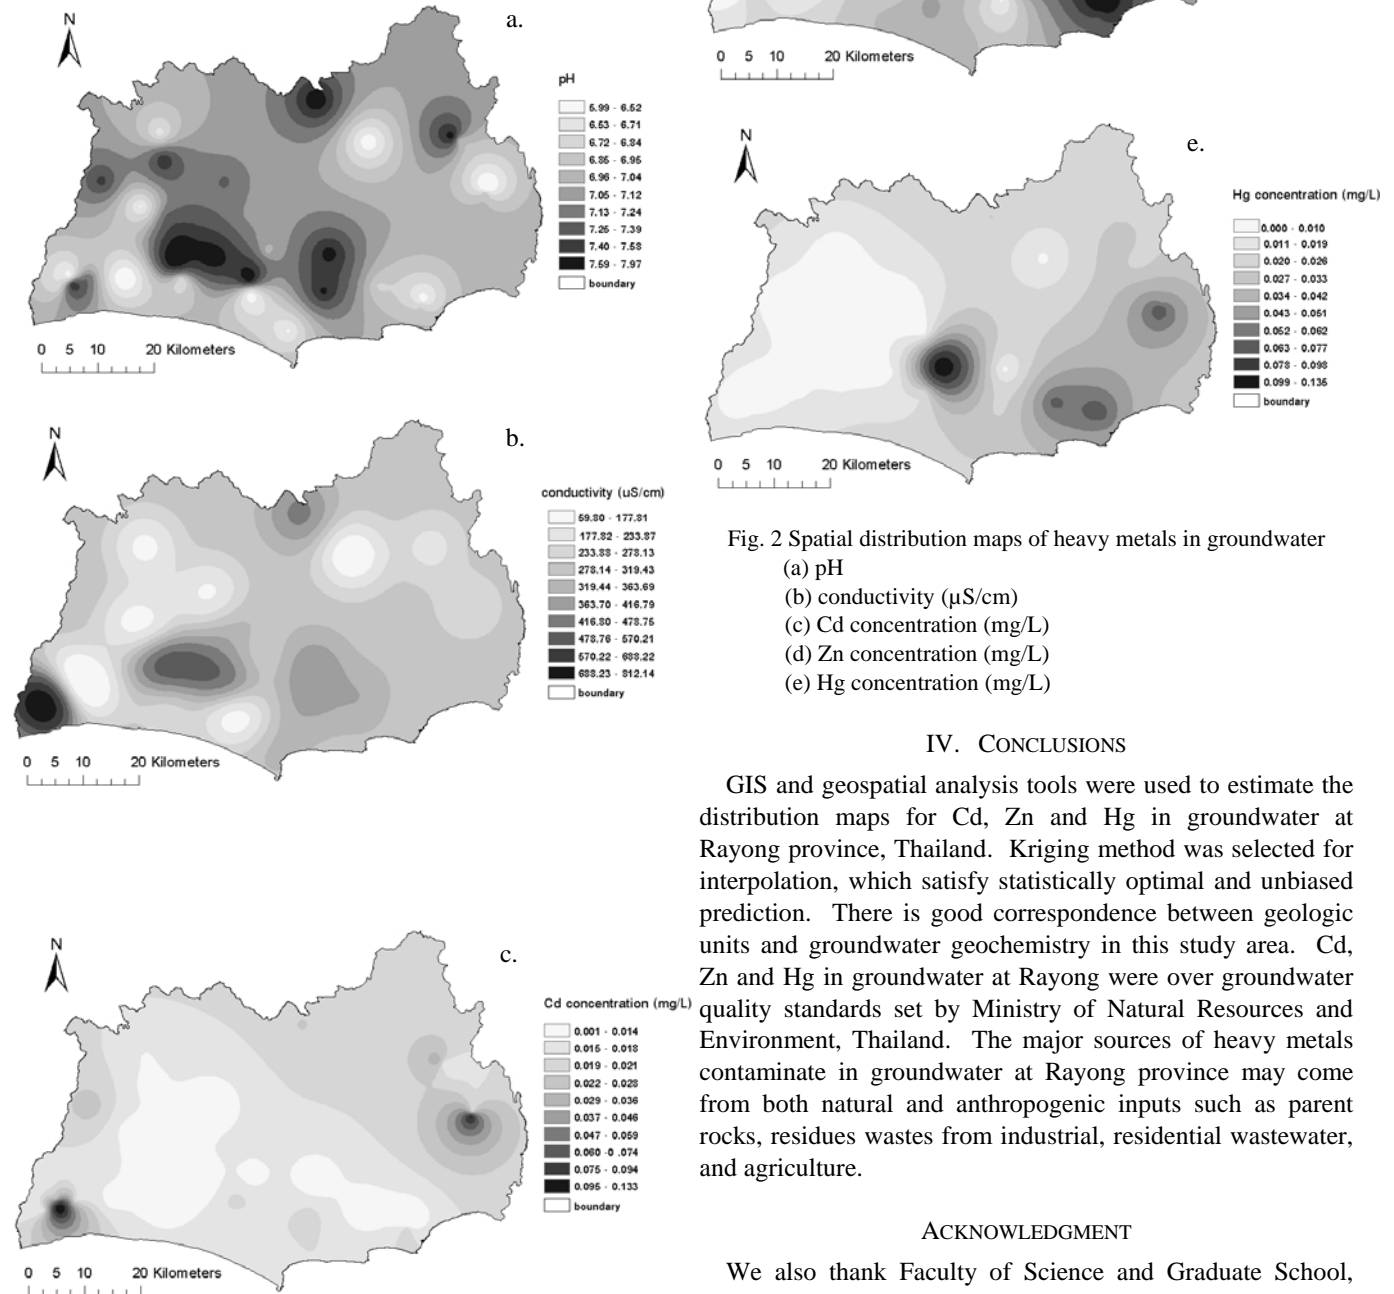 N
a.
pH
5.99 - 6.52
6.53 - 6.71
6.72 - 6.84
6.85 - 6.95
6.96 - 7.04
7.05 - 7.12
7.13 - 7.24
7.25 - 7.39
7.40 - 7.58
7.59 - 7.97
boundary
0 5 10 20 Kilometers
N
b.
conductivity (uS/cm)
59.80 - 177.81
177.82 - 233.87
233.88 - 278.13
278.14 - 319.43
319.44 - 363.69
363.70 - 416.79
416.80 - 478.75
478.76 - 570.21
570.22 - 688.22
688.23 - 812.14
boundary
0 5 10 20 Kilometers
N
c.
Cd concentration (mg/L)
0.001 - 0.014
0.015 - 0.018
0.019 - 0.021
0.022 - 0.028
0.029 - 0.036
0.037 - 0.046
0.047 - 0.059
0.060 -0 .074
0.075 - 0.094
0.095 - 0.133
boundary
0 5 10 20 Kilometers
0 5 10 20 Kilometers
N
e.
Hg concentration (mg/L)
0.000 - 0.010
0.011 - 0.019
0.020 - 0.026
0.027 - 0.033
0.034 - 0.042
0.043 - 0.051
0.052 - 0.062
0.063 - 0.077
0.078 - 0.098
0.099 - 0.135
boundary
0 5 10 20 Kilometers
Fig. 2 Spatial distribution maps of heavy metals in groundwater
(a) pH
(b) conductivity (µS/cm)
(c) Cd concentration (mg/L)
(d) Zn concentration (mg/L)
(e) Hg concentration (mg/L)
IV. CONCLUSIONS
GIS and geospatial analysis tools were used to estimate the
distribution maps for Cd, Zn and Hg in groundwater at
Rayong province, Thailand. Kriging method was selected for
interpolation, which satisfy statistically optimal and unbiased
prediction. There is good correspondence between geologic
units and groundwater geochemistry in this study area. Cd,
Zn and Hg in groundwater at Rayong were over groundwater
quality standards set by Ministry of Natural Resources and
Environment, Thailand. The major sources of heavy metals
contaminate in groundwater at Rayong province may come
from both natural and anthropogenic inputs such as parent
rocks, residues wastes from industrial, residential wastewater,
and agriculture.
ACKNOWLEDGMENT
We also thank Faculty of Science and Graduate School,